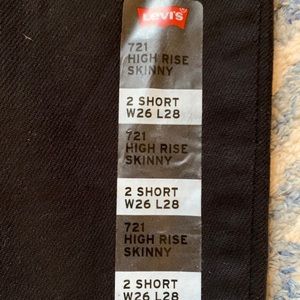 Levi's
721
HIGH RISE
SKINNY
2 SHORT
W26 L28
721
HIGH RISE
SKINNY
2 SHORT
W26 L28
721
HIGH RISE
SKINNY
2 SHORT
W26 L28